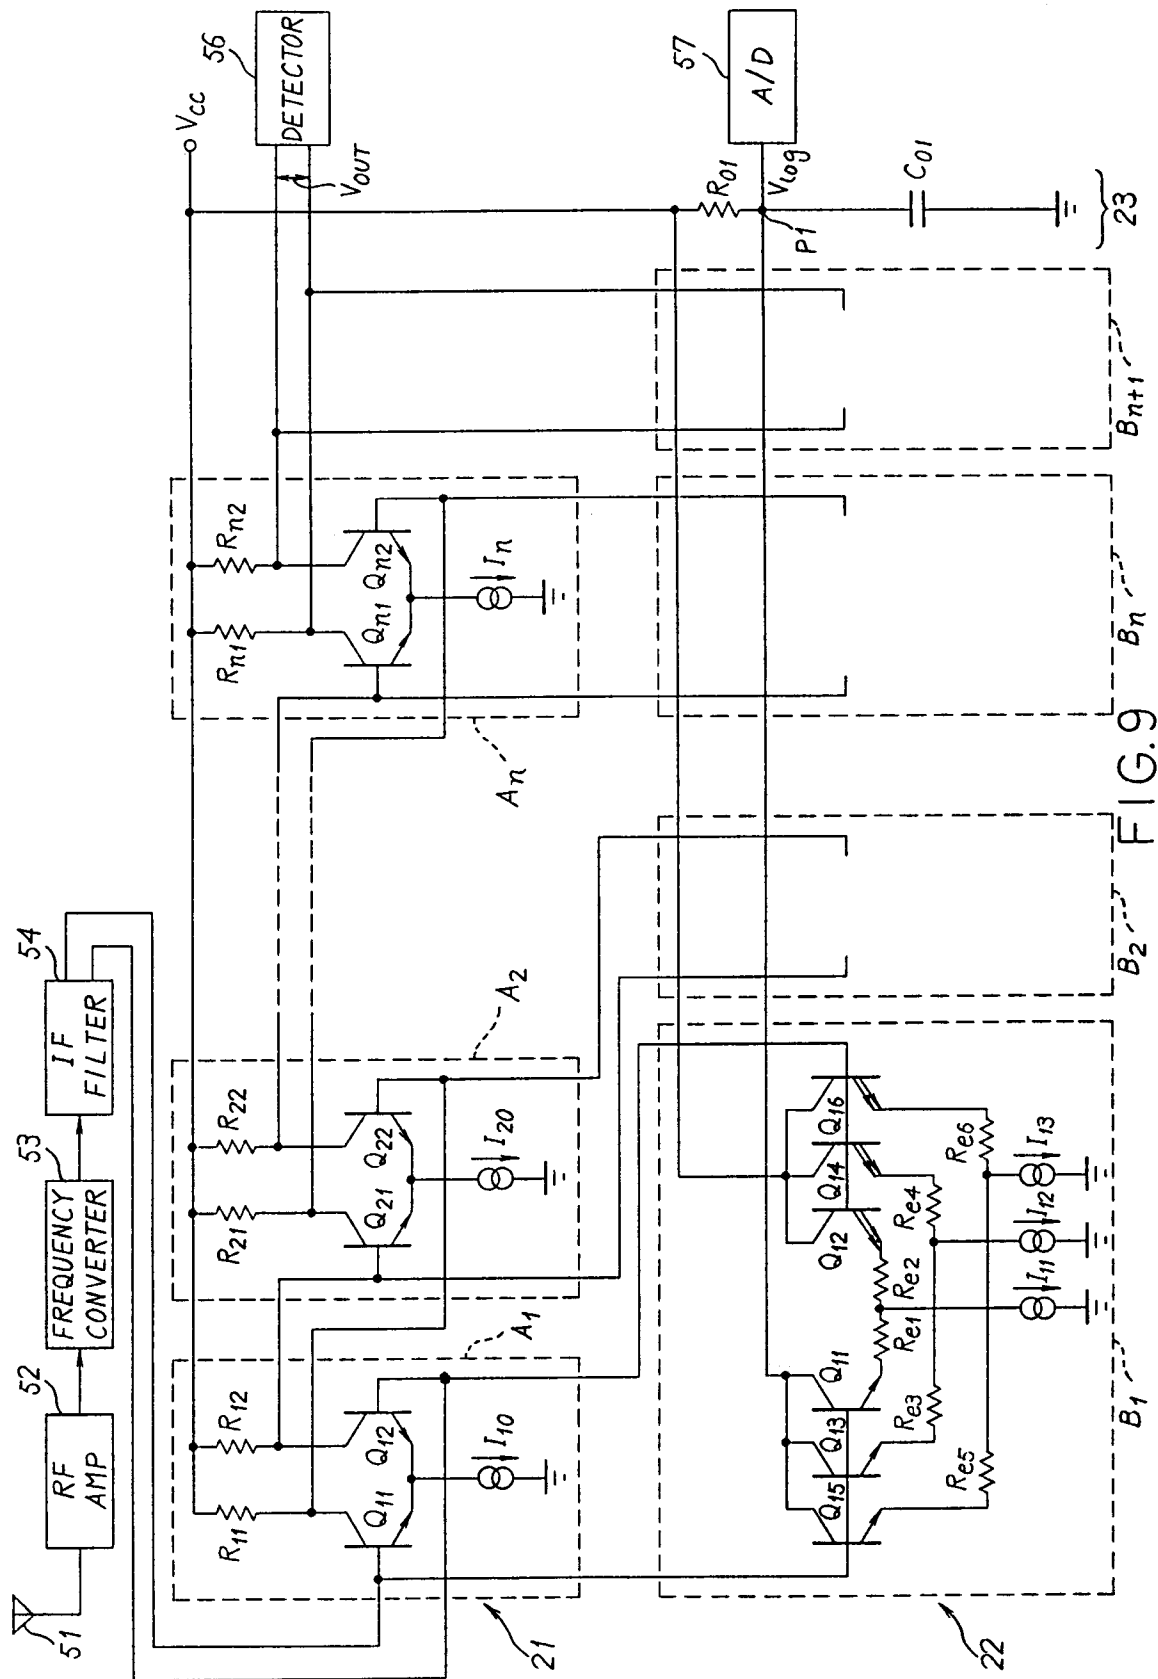 51
RF
AMP
52
FREQUENCY
CONVERTER
53
IF
FILTER
54
VCC
DETECTOR
56
VOUT
R11
R12
Q11
Q12
I10
A1
R21
R22
Q21
Q22
I20
A2
Rn1
Rn2
Qn1
Qn2
In
An
21
A/D
57
R01
Vlog
P1
C01
23
Q15
Q13
Q11
Q12
Q14
Q16
Re1
Re2
Re3
Re4
Re5
Re6
I11
I12
I13
B1
B2
Bn
Bn+1
22
FIG.9